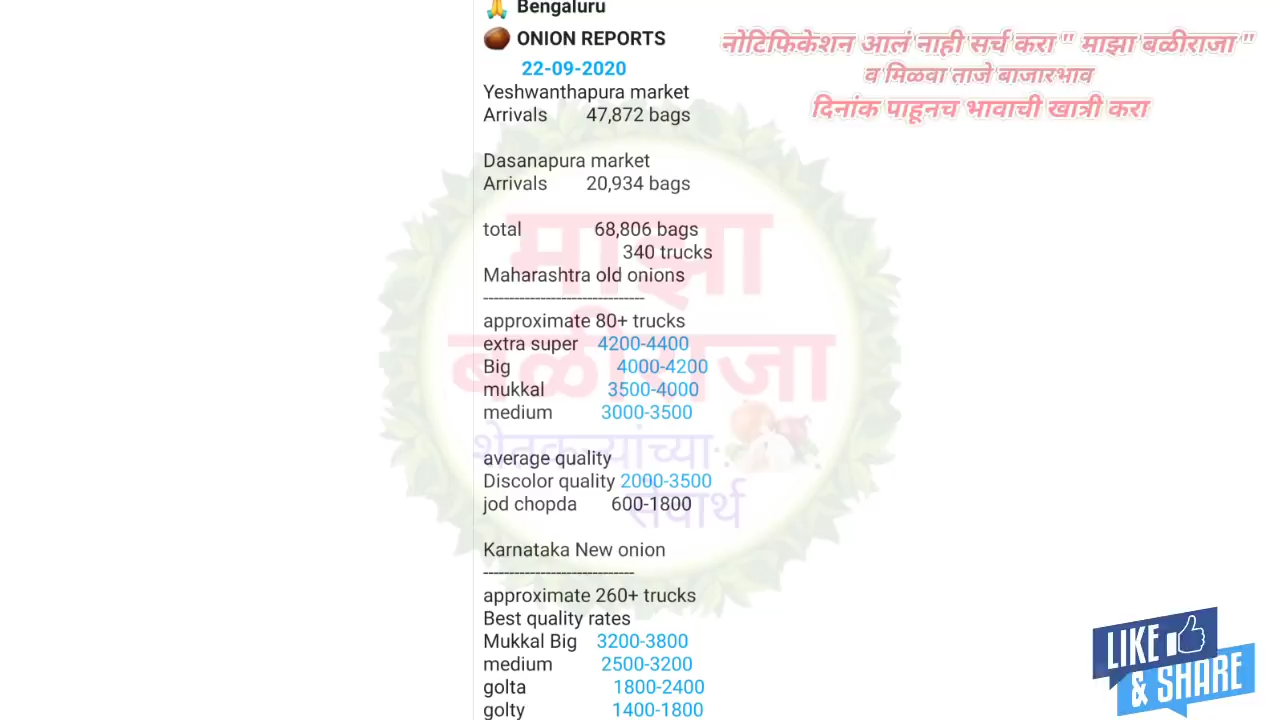 🙏 Bengaluru
🌰 ONION REPORTS
22-09-2020
Yeshwanthapura market
Arrivals 47,872 bags
Dasanapura market
Arrivals 20,934 bags
total 68,806 bags
340 trucks
Maharashtra old onions
-------------------------------
approximate 80+ trucks
extra super 4200-4400
Big 4000-4200
mukkal 3500-4000
medium 3000-3500
average quality
Discolor quality 2000-3500
jod chopda 600-1800
Karnataka New onion
-----------------------------
approximate 260+ trucks
Best quality rates
Mukkal Big 3200-3800
medium 2500-3200
golta 1800-2400
golty 1400-1800
नोटिफिकेशन आलं नाही सर्च करा " माझा बळीराजा "
व मिळवा ताजे बाजारभाव
दिनांक पाहूनच भावाची खात्री करा
माझा
बळीराजा
शेतकऱ्यांच्या
सेवार्थ
LIKE
& SHARE